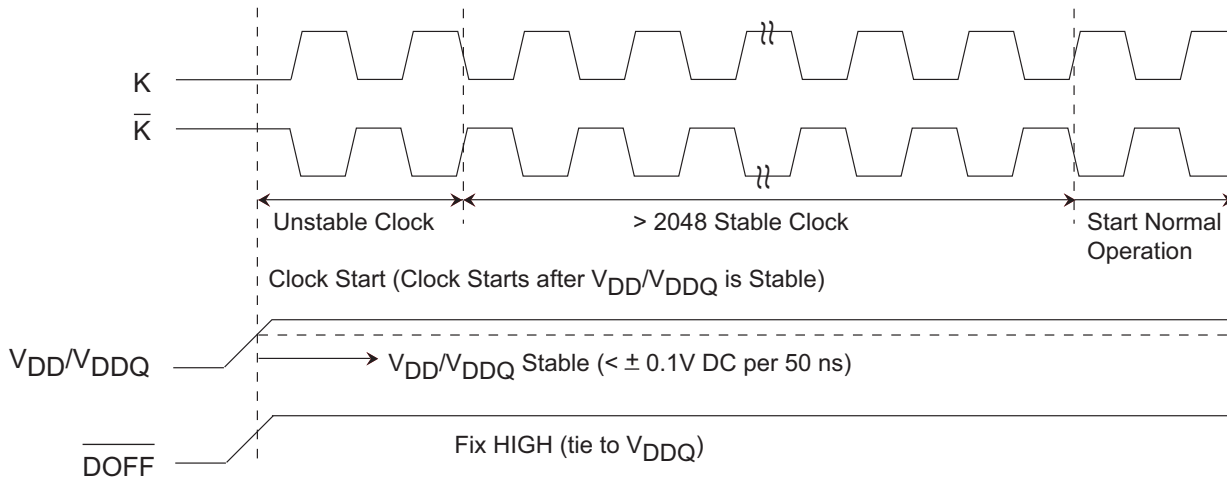 K
K̅
Unstable Clock
> 2048 Stable Clock
Start Normal
Operation
Clock Start (Clock Starts after VDD/VDDQ is Stable)
VDD/VDDQ
VDD/VDDQ Stable (< ± 0.1V DC per 50 ns)
Fix HIGH (tie to VDDQ)
D̅O̅F̅F̅